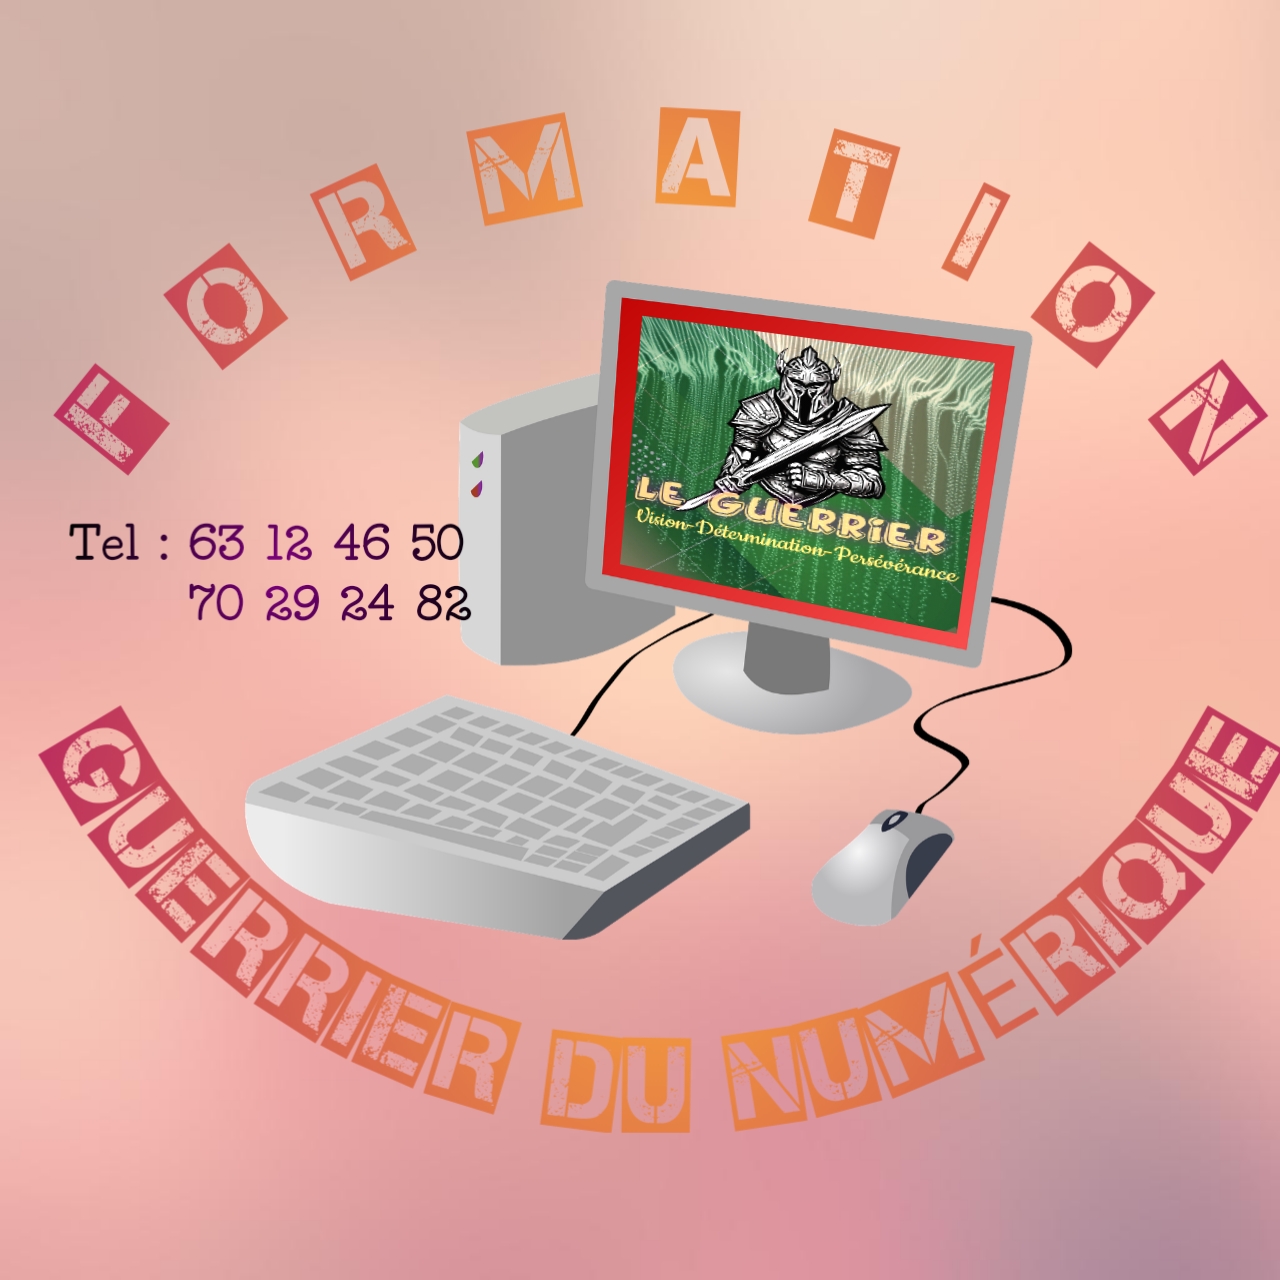 FORMATION
LE GUERRiER
Vision-Détermination-Persévérance
Tel : 63 12 46 50
70 29 24 82
GUERRIER DU NUMÉRIQUE